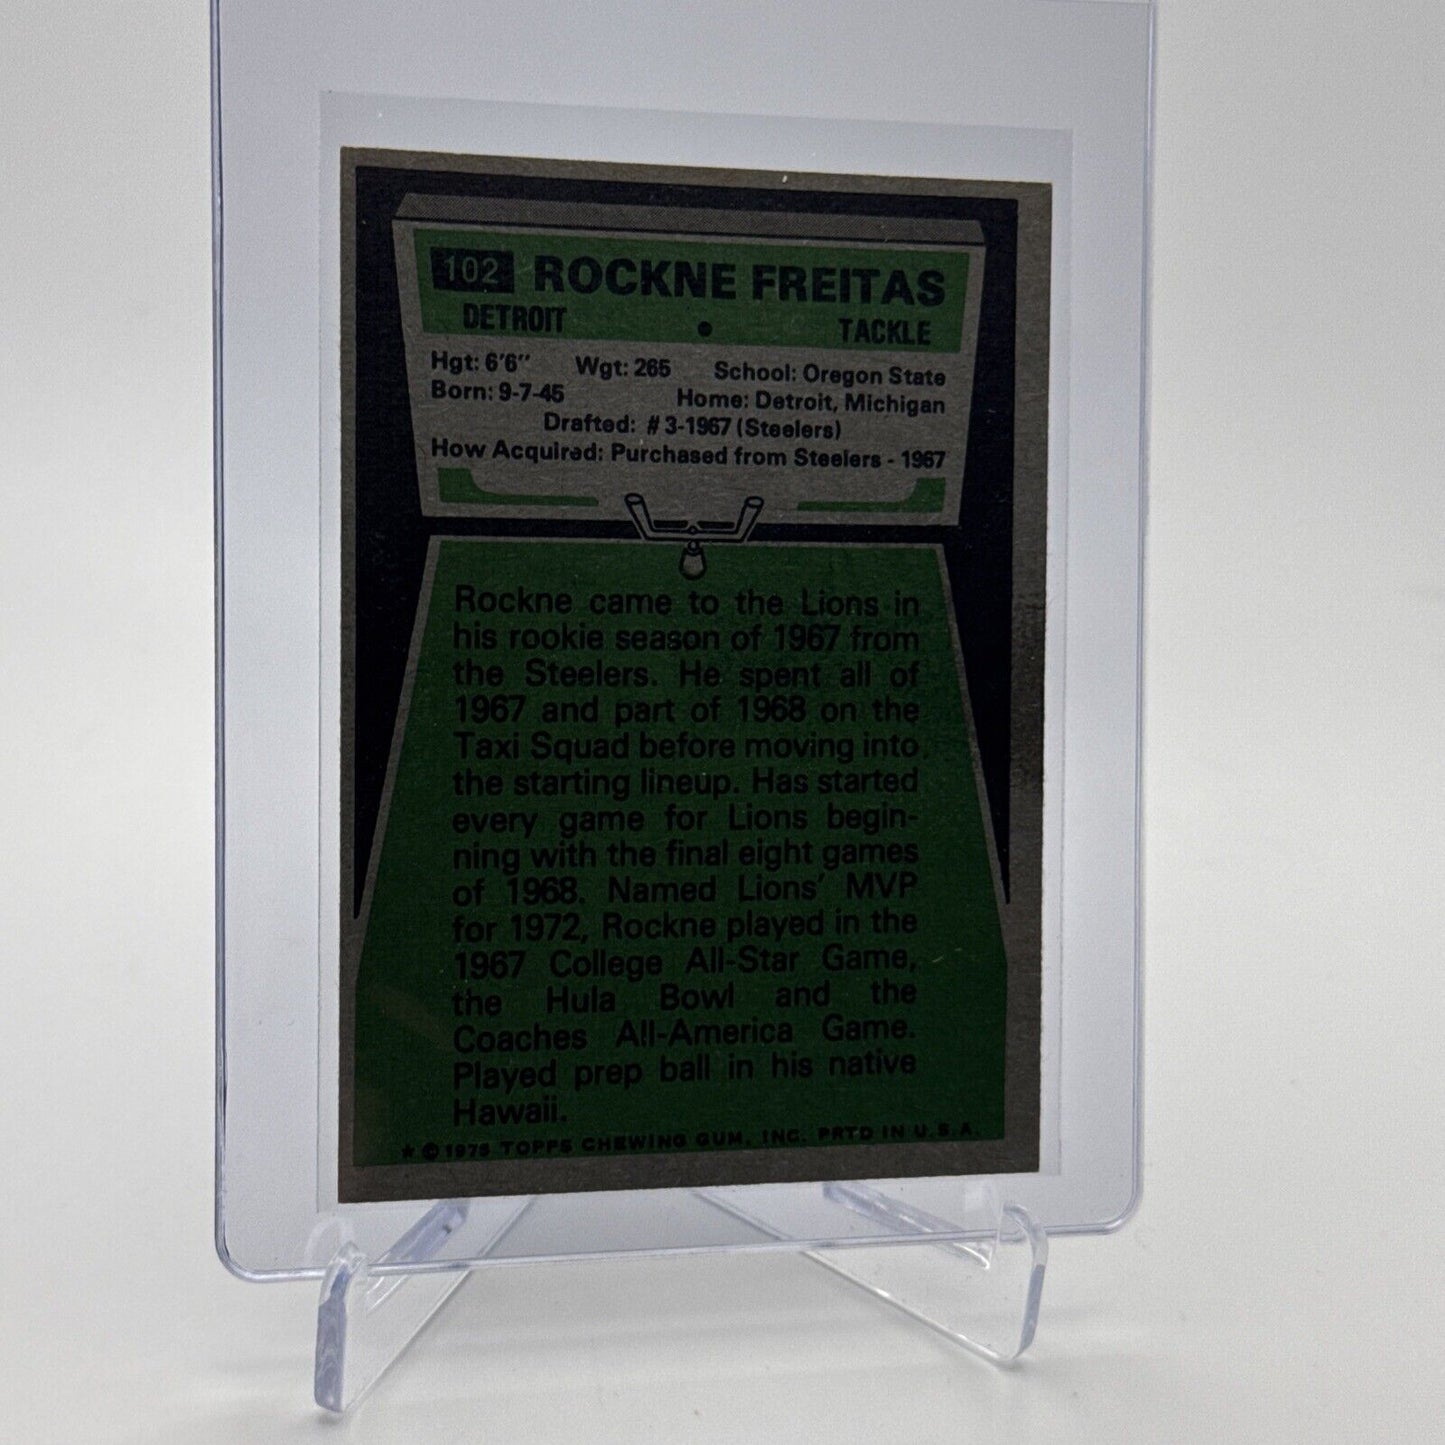 102 ROCKNE FREITAS
DETROIT • TACKLE
Hgt: 6'6" Wgt: 265 School: Oregon State
Born: 9-7-45 Home: Detroit, Michigan
Drafted: #3-1967 (Steelers)
How Acquired: Purchased from Steelers - 1967
Rockne came to the Lions in
his rookie season of 1967 from
the Steelers. He spent all of
1967 and part of 1968 on the
Taxi Squad before moving into
the starting lineup. Has started
every game for Lions begin-
ning with the final eight games
of 1968. Named Lions' MVP
for 1972, Rockne played in the
1967 College All-Star Game,
the Hula Bowl and the
Coaches All-America Game.
Played prep ball in his native
Hawaii.
★ © 1975 TOPPS CHEWING GUM, INC. PRTD IN U.S.A.